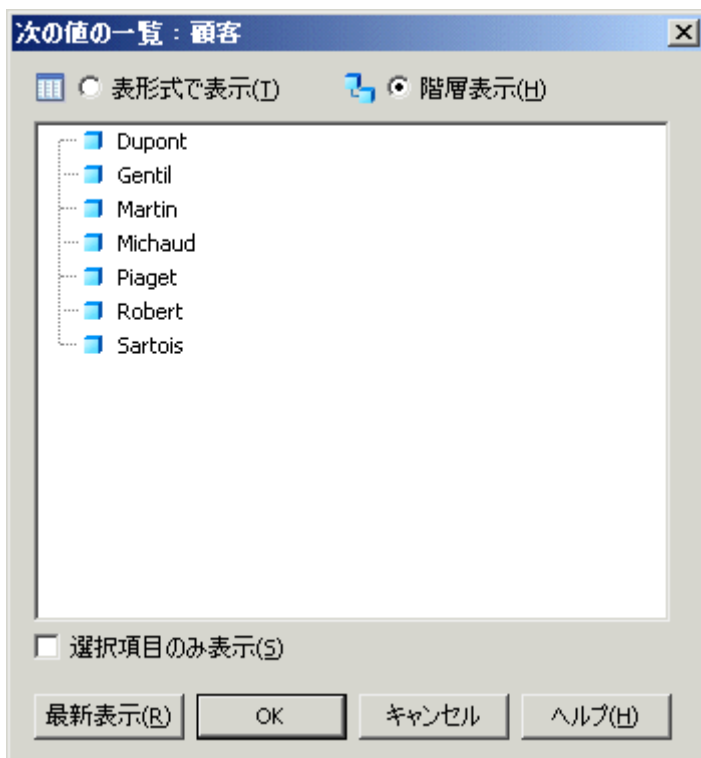 次の値の一覧：顧客
表形式で表示(T) 階層表示(H)
Dupont
Gentil
Martin
Michaud
Piaget
Robert
Sartois
選択項目のみ表示(S)
最新表示(R) OK キャンセル ヘルプ(H)